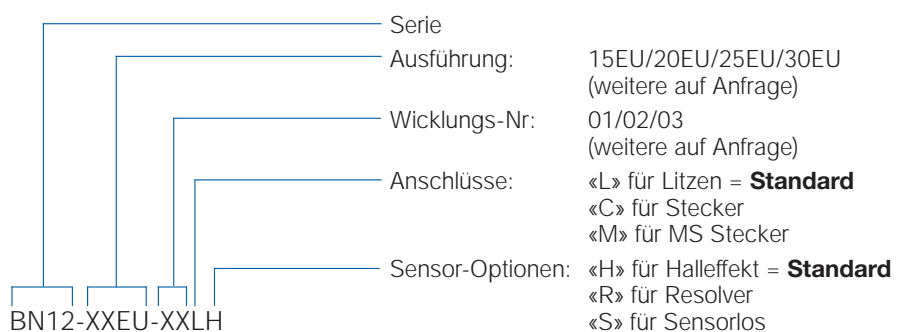 Serie
Ausführung: 15EU/20EU/25EU/30EU
(weitere auf Anfrage)
Wicklungs-Nr: 01/02/03
(weitere auf Anfrage)
Anschlüsse: «L» für Litzen = Standard
«C» für Stecker
«M» für MS Stecker
Sensor-Optionen: «H» für Halleffekt = Standard
«R» für Resolver
BN12-XXEU-XXLH «S» für Sensorlos